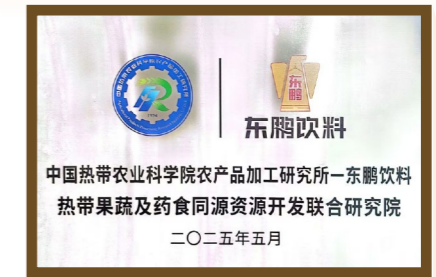 东鹏
东鹏饮料
中国热带农业科学院农产品加工研究所—东鹏饮料
热带果蔬及药食同源资源开发联合研究院
二〇二五年五月